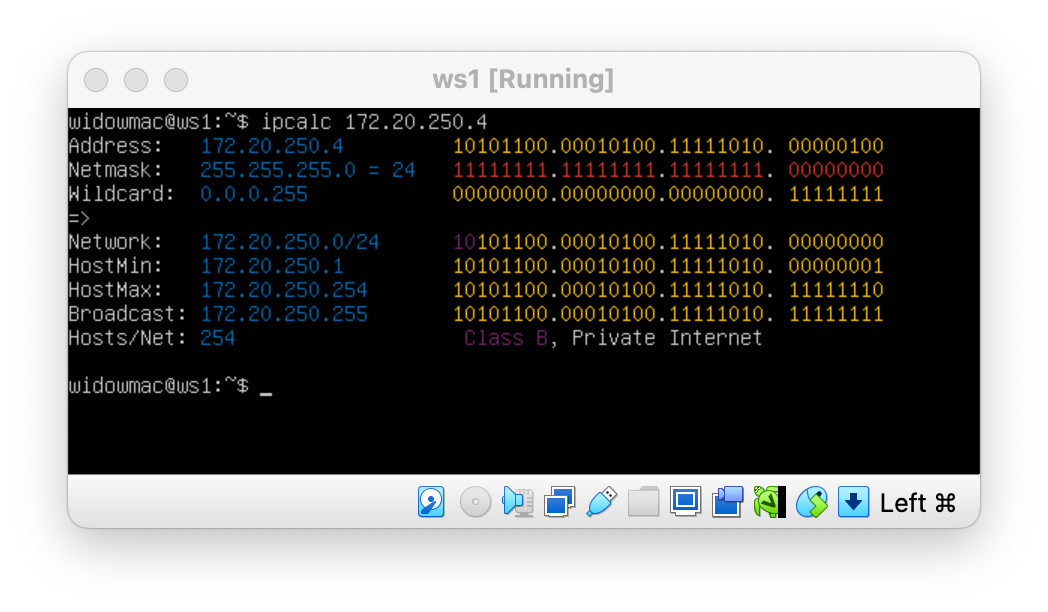 ws1 [Running]
widowmac@ws1:~$ ipcalc 172.20.250.4
Address:   172.20.250.4         10101100.00010100.11111010. 00000100
Netmask:   255.255.255.0 = 24   11111111.11111111.11111111. 00000000
Wildcard:  0.0.0.255            00000000.00000000.00000000. 11111111
=>
Network:   172.20.250.0/24      10101100.00010100.11111010. 00000000
HostMin:   172.20.250.1         10101100.00010100.11111010. 00000001
HostMax:   172.20.250.254       10101100.00010100.11111010. 11111110
Broadcast: 172.20.250.255       10101100.00010100.11111010. 11111111
Hosts/Net: 254                   Class B, Private Internet
widowmac@ws1:~$ _
Left ⌘